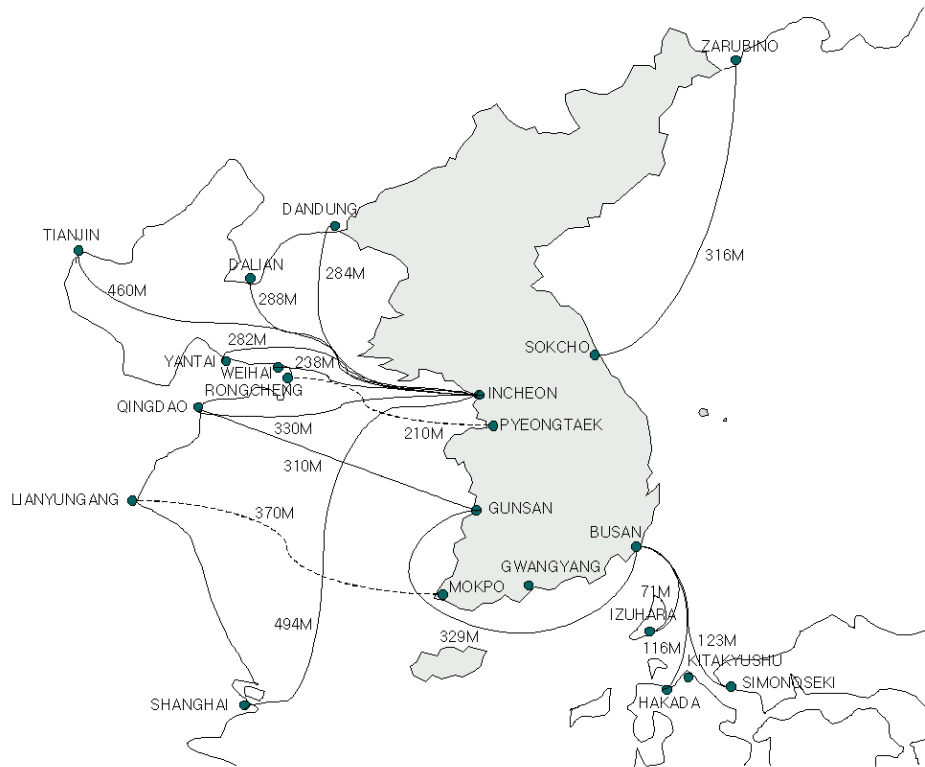 ZARUBINO
DANDUNG
TIANJIN
316M
DALIAN
284M
460M
288M
282M
SOKCHO
YANTAI
238M
WEIHAI
RONGCHENG
INCHEON
QINGDAO
330M
210M
PYEONGTAEK
310M
LIANYUNGANG
370M
GUNSAN
BUSAN
GWANGYANG
MOKPO
71M
IZUHARA
494M
329M
116M
123M
KITAKYUSHU
SIMONOSEKI
SHANGHAI
HAKADA